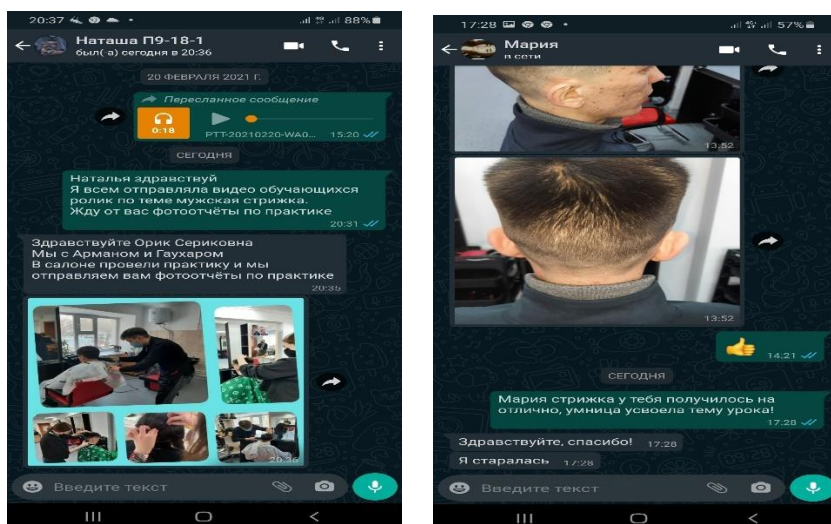 20:37
88%
Наташа П9-18-1
был(а) сегодня в 20:36
20 ФЕВРАЛЯ 2021 Г.
Пересланное сообщение
0:18
PTT-20210220-WA0... 15:20
СЕГОДНЯ
Наталья здравствуй
Я всем отправляла видео обучающихся
ролик по теме мужская стрижка.
Жду от вас фотоотчёты по практике
20:31
Здравствуйте Орик Сериковна
Мы с Арманом и Гаухаром
В салоне провели практику и мы
отправляем вам фотоотчёты по практике
20:35
20:36
Введите текст
17:28
57%
Мария
в сети
13:52
13:52
14:21
СЕГОДНЯ
Мария стрижка у тебя получилось на
отлично, умница усвоела тему урока!
17:28
Здравствуйте, спасибо! 17:28
Я старалась 17:28
Введите текст